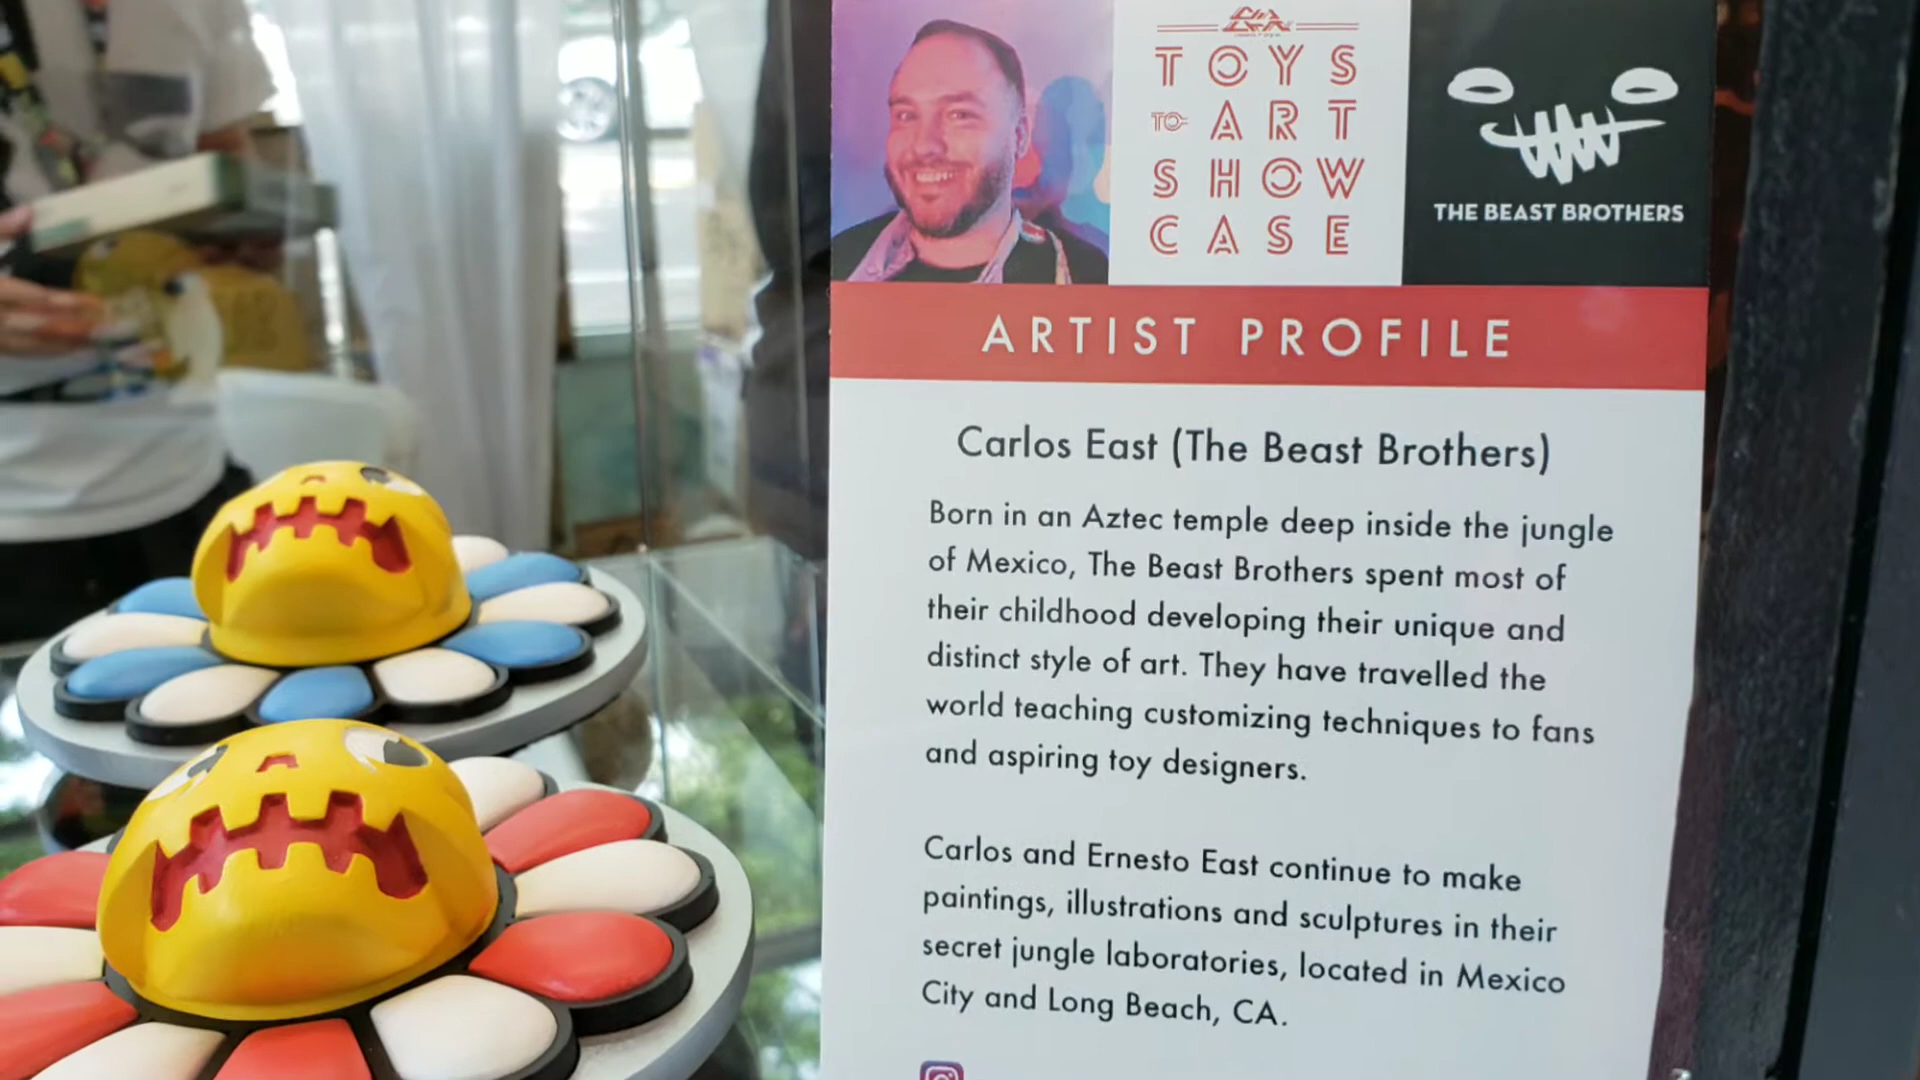 TOYS
TO ART
SHOW
CASE
THE BEAST BROTHERS
ARTIST PROFILE
Carlos East (The Beast Brothers)
Born in an Aztec temple deep inside the jungle
of Mexico, The Beast Brothers spent most of
their childhood developing their unique and
distinct style of art. They have travelled the
world teaching customizing techniques to fans
and aspiring toy designers.
Carlos and Ernesto East continue to make
paintings, illustrations and sculptures in their
secret jungle laboratories, located in Mexico
City and Long Beach, CA.